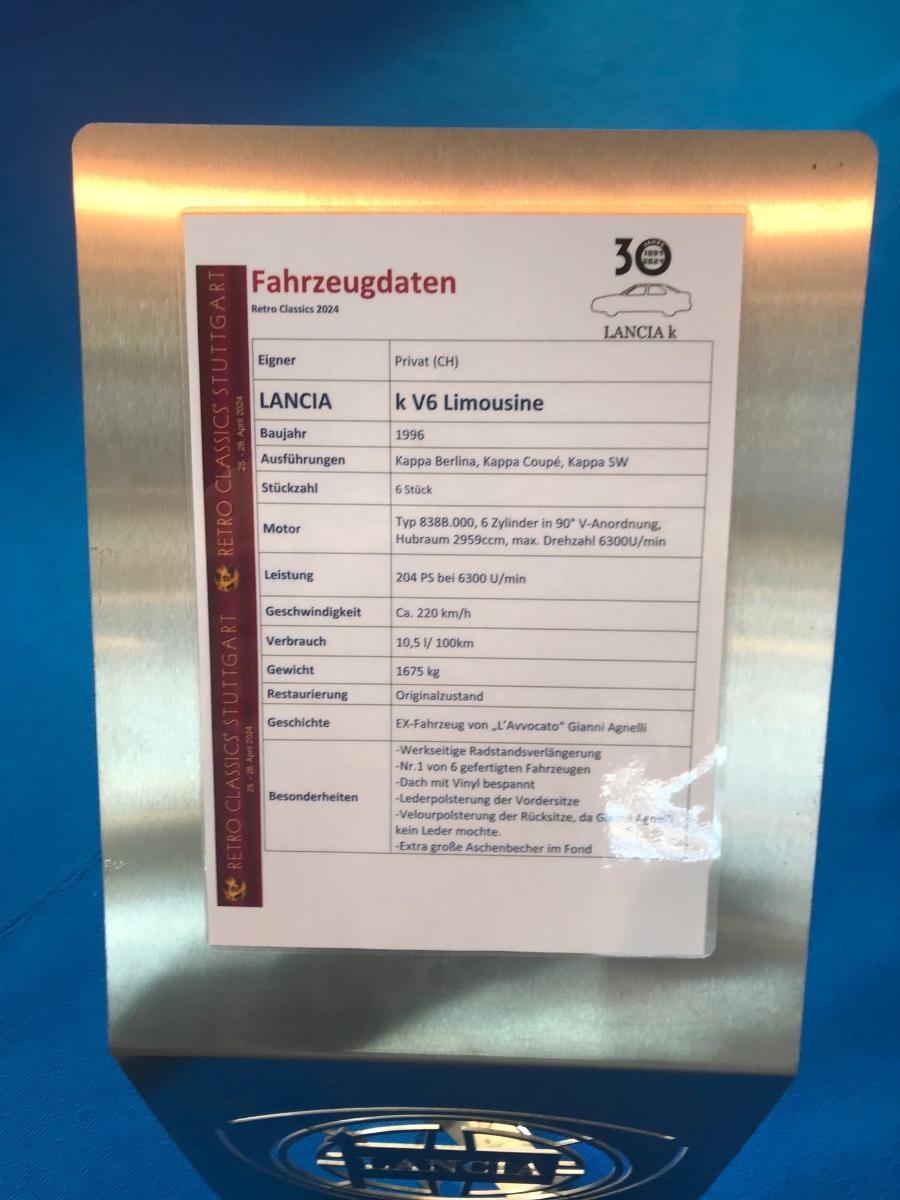 30
JAHRE
1994
2024
LANCIA k
Fahrzeugdaten
Retro Classics 2024
Eigner Privat (CH)
LANCIA k V6 Limousine
Baujahr 1996
Ausführungen Kappa Berlina, Kappa Coupé, Kappa SW
Stückzahl 6 Stück
Motor Typ 838B.000, 6 Zylinder in 90° V-Anordnung,
Hubraum 2959ccm, max. Drehzahl 6300U/min
Leistung 204 PS bei 6300 U/min
Geschwindigkeit Ca. 220 km/h
Verbrauch 10,5 l/ 100km
Gewicht 1675 kg
Restaurierung Originalzustand
Geschichte EX-Fahrzeug von „L'Avvocato" Gianni Agnelli
Besonderheiten
-Werkseitige Radstandsverlängerung
-Nr.1 von 6 gefertigten Fahrzeugen
-Dach mit Vinyl bespannt
-Lederpolsterung der Vordersitze
-Velourpolsterung der Rücksitze, da Gianni Agnelli
kein Leder mochte.
-Extra große Aschenbecher im Fond
RETRO CLASSICS STUTTGART
25. - 28. April 2024
RETRO CLASSICS STUTTGART
25. - 28. April 2024
LANCIA